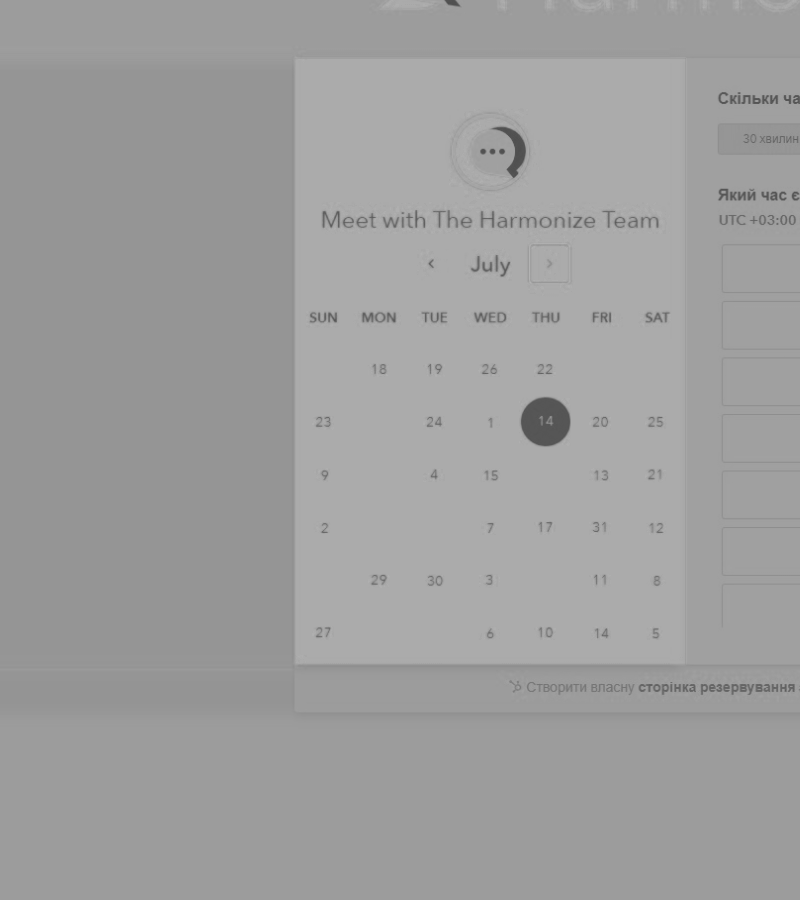 Скільки ча
30 хвилин
Meet with The Harmonize Team
Який час є
UTC +03:00
July
SUN MON TUE WED THU FRI SAT
18 19 26 22
23 24 1 14 20 25
9 4 15 13 21
2 7 17 31 12
29 30 3 11 8
27 6 10 14 5
Створити власну сторінка резервування